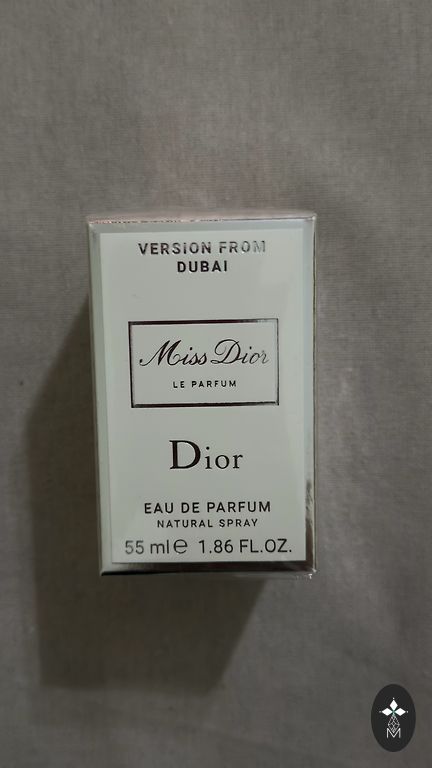 VERSION FROM
DUBAI
Miss Dior
LE PARFUM
Dior
EAU DE PARFUM
NATURAL SPRAY
55 ml℮ 1.86 FL.OZ.
M